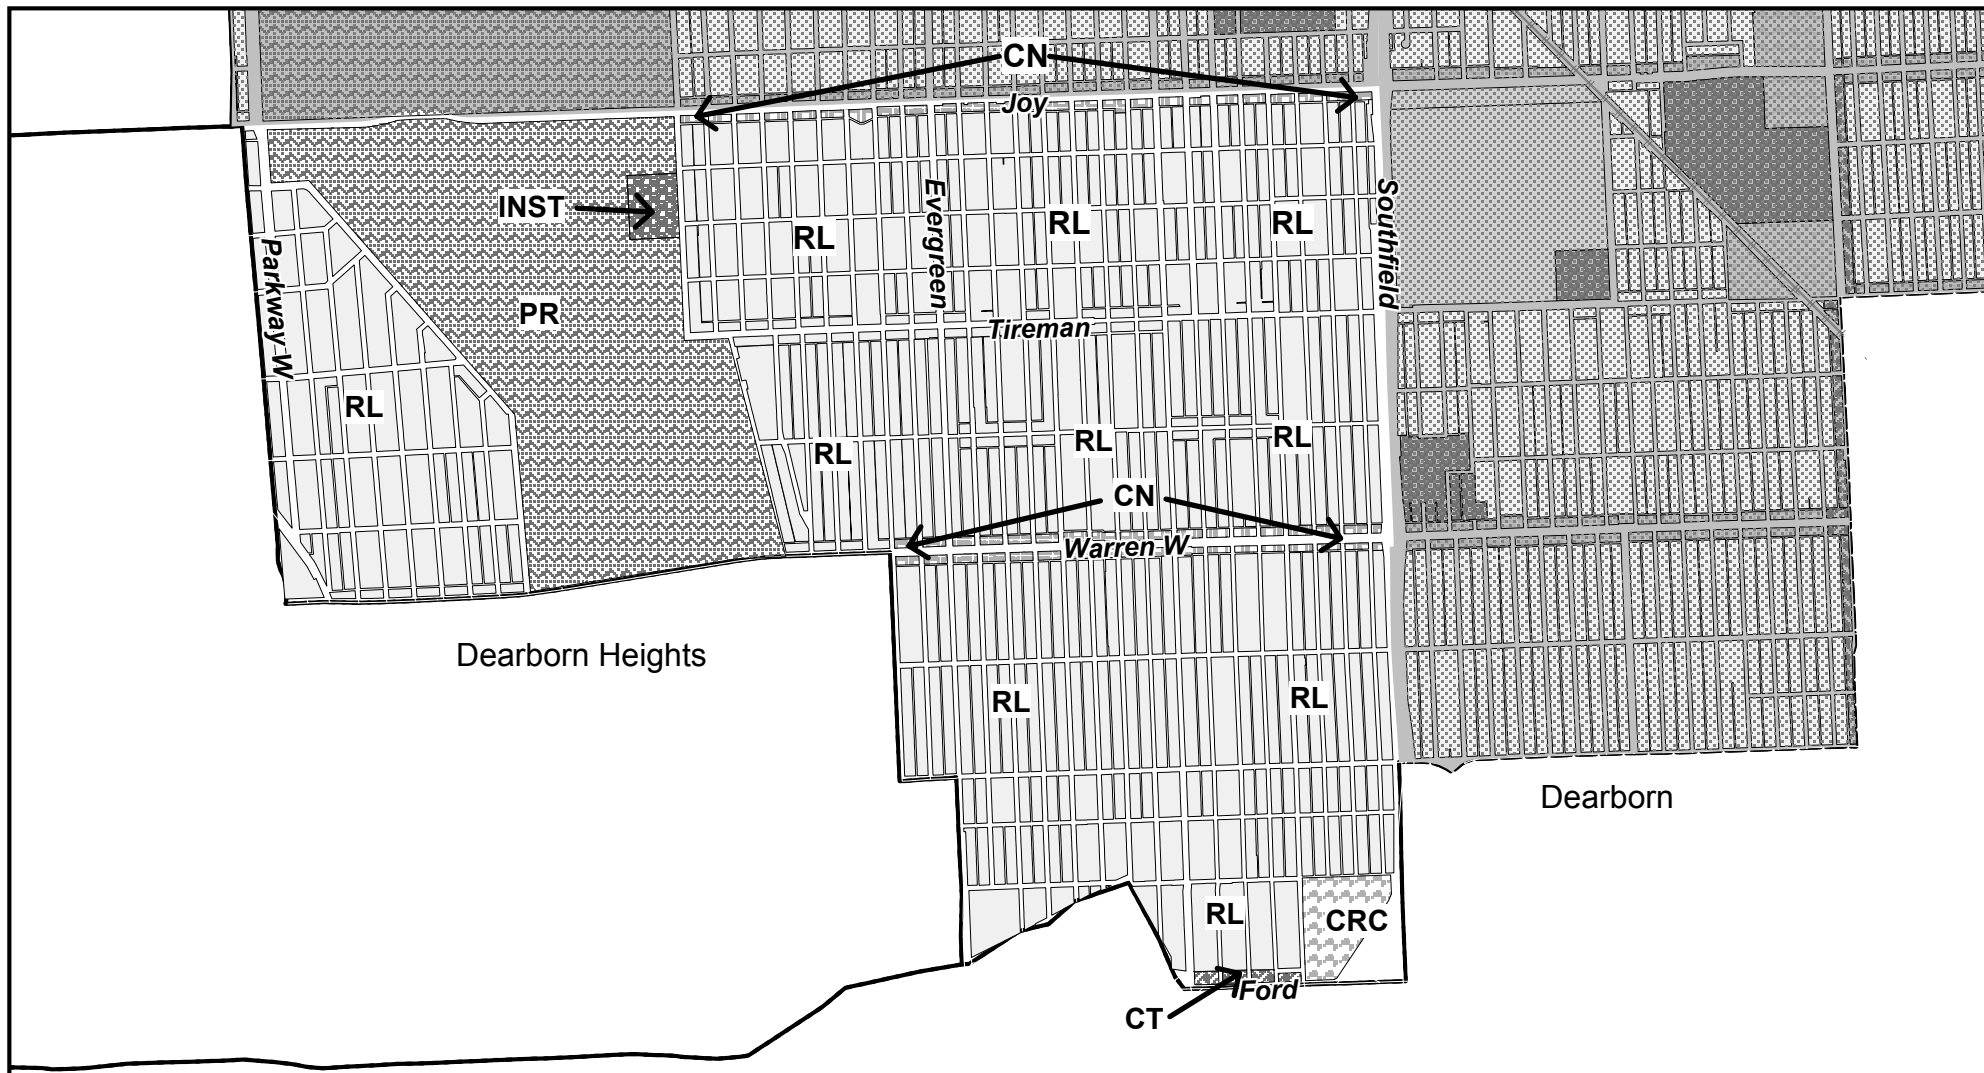 CN
Joy
INST
Evergreen
Southfield
RL
RL
RL
Parkway W
PR
Tireman
RL
RL
RL
RL
CN
Warren W
Dearborn Heights
RL
RL
Dearborn
RL
CRC
Ford
CT